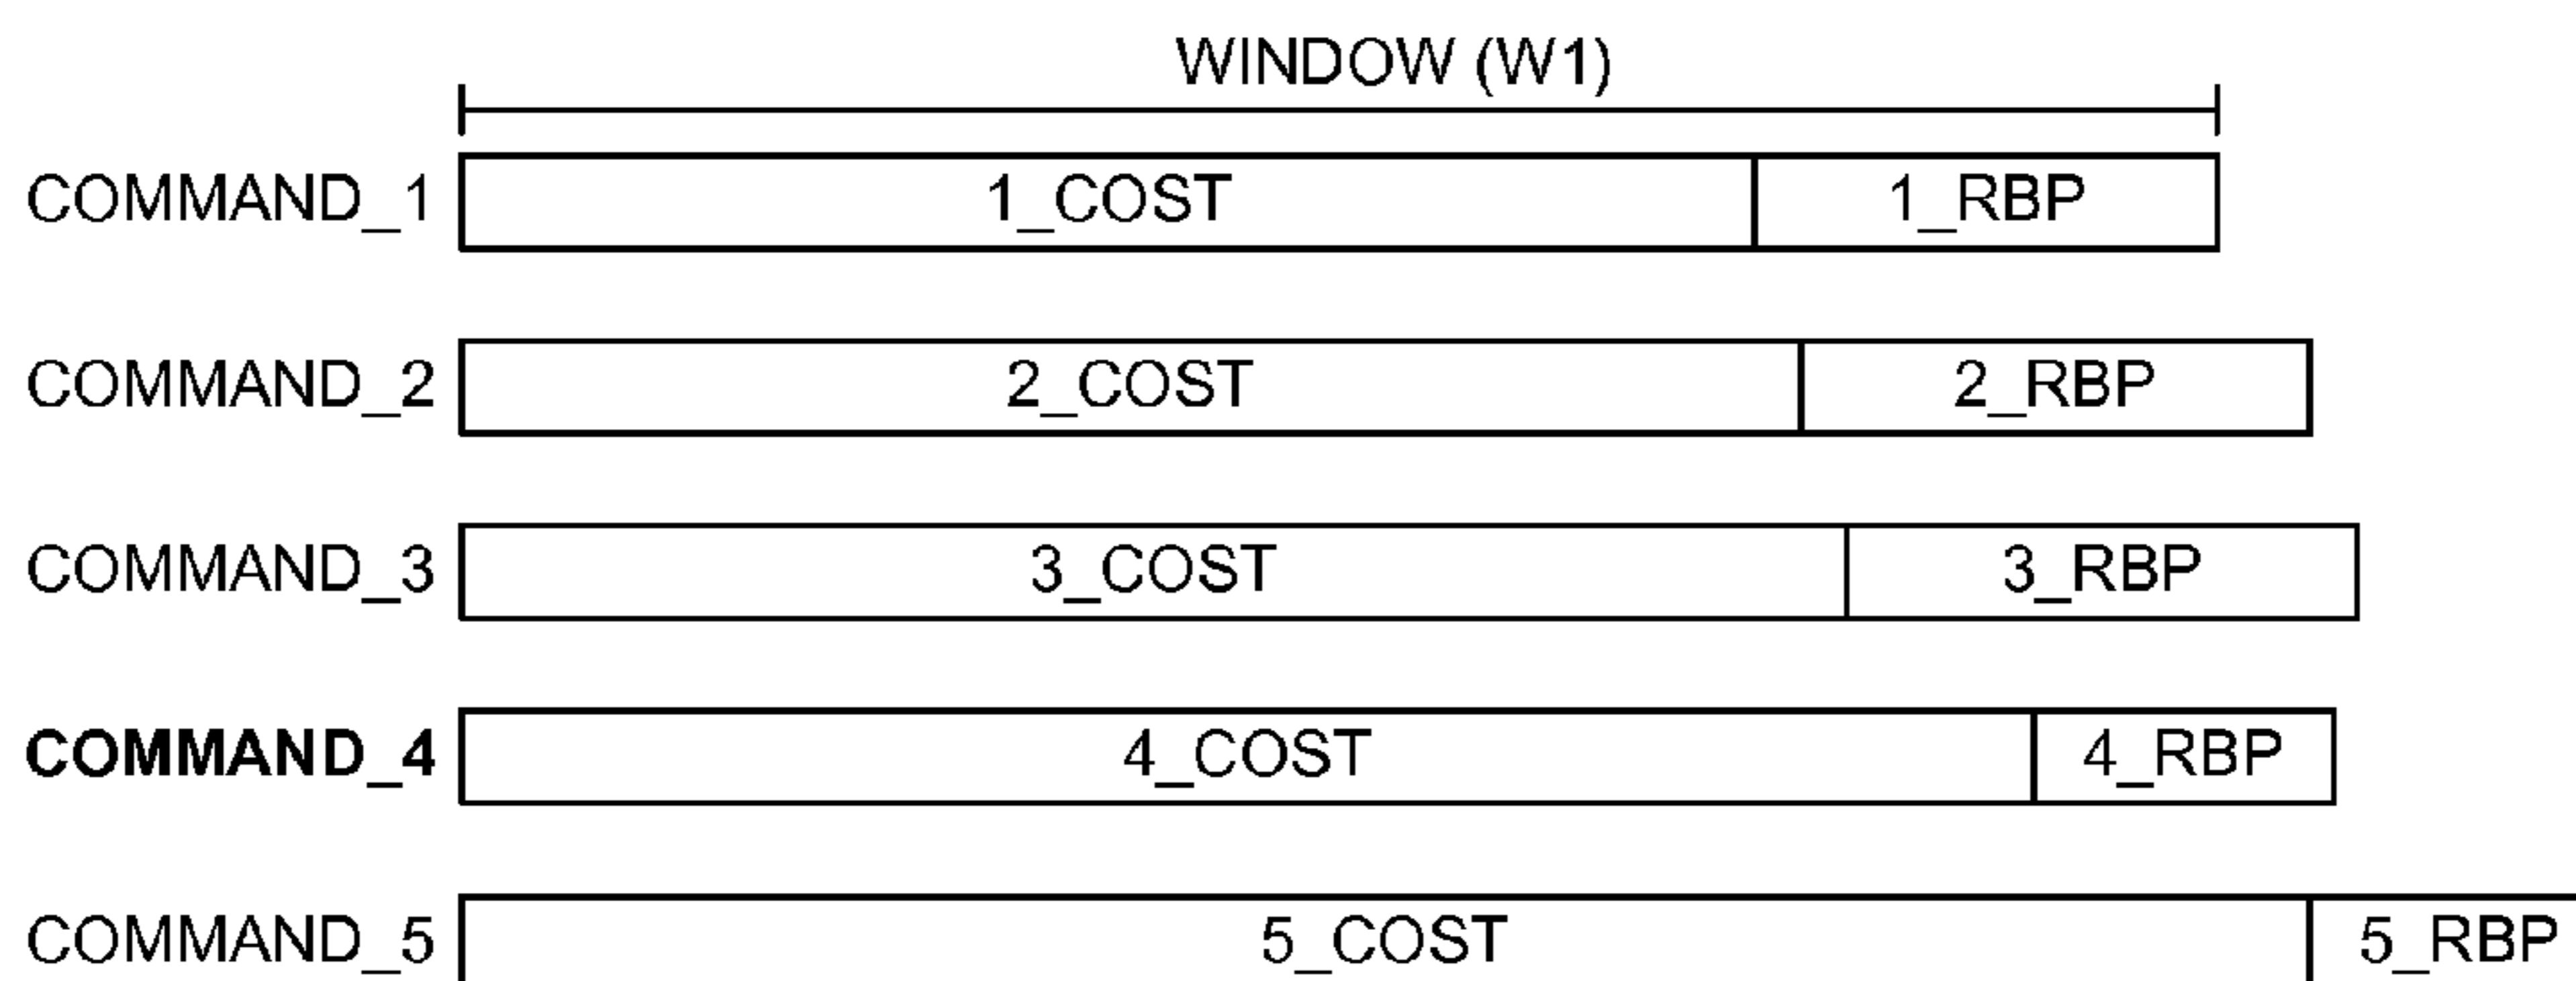 WINDOW (W1)
COMMAND_1 1_COST 1_RBP
COMMAND_2 2_COST 2_RBP
COMMAND_3 3_COST 3_RBP
COMMAND_4 4_COST 4_RBP
COMMAND_5 5_COST 5_RBP